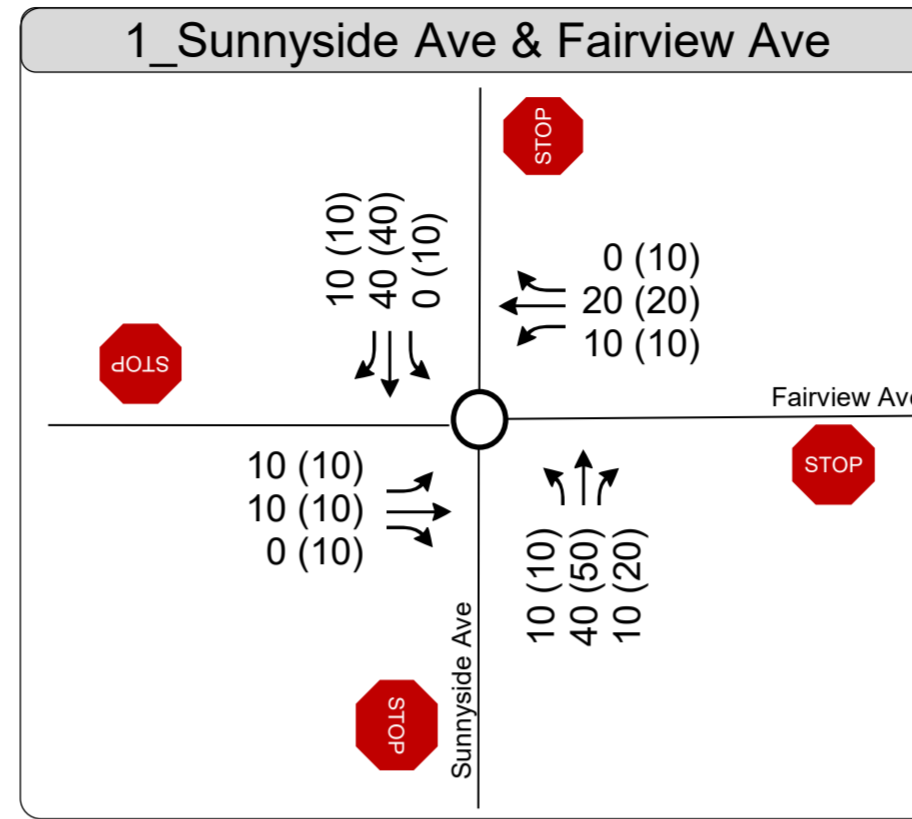 1_Sunnyside Ave & Fairview Ave
STOP
10 (10)
40 (40)
0 (10)
0 (10)
20 (20)
10 (10)
STOP
Fairview Ave
10 (10)
10 (10)
0 (10)
STOP
10 (10)
40 (50)
10 (20)
Sunnyside Ave
STOP